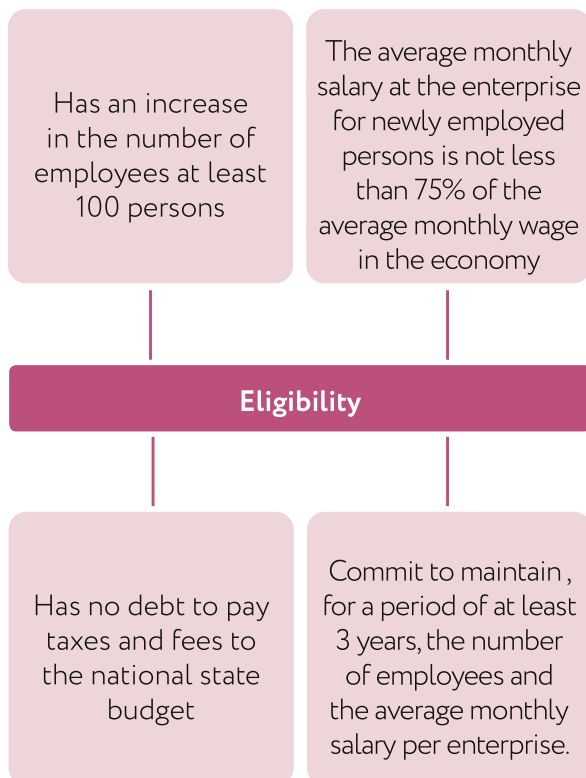 Has an increase
in the number of
employees at least
100 persons
The average monthly
salary at the enterprise
for newly employed
persons is not less
than 75% of the
average monthly wage
in the economy
Eligibility
Has no debt to pay
taxes and fees to
the national state
budget
Commit to maintain ,
for a period of at least
3 years, the number
of employees and
the average monthly
salary per enterprise.